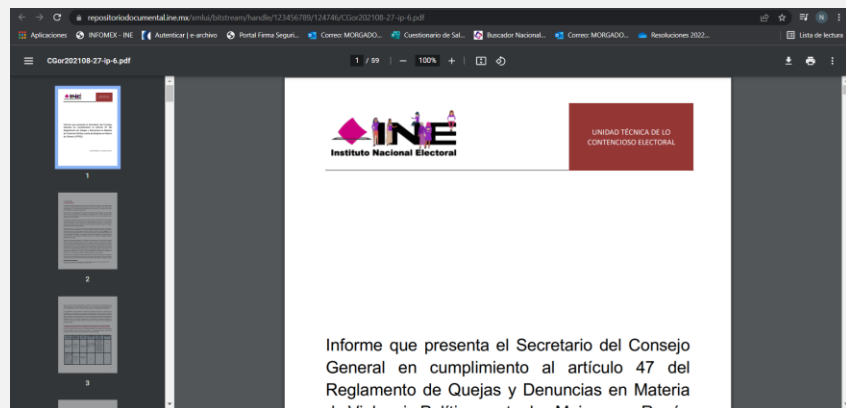 repositoriodocumental.ine.mx/xmlui/bitstream/handle/123456789/124746/CGor202108-27-ip-6.pdf
N
Aplicaciones INFOMEX - INE Autenticar | e-archivo Portal Firma Seguri... Correo: MORGADO... Cuestionario de Sal... Buscador Nacional... Correo: MORGADO... Resoluciones 2022... Lista de lectura
CGor202108-27-ip-6.pdf 1 / 59 100%
1
2
3
INE
Instituto Nacional Electoral
UNIDAD TÉCNICA DE LO
CONTENCIOSO ELECTORAL
Informe que presenta el Secretario del Consejo
General en cumplimiento al artículo 47 del
Reglamento de Quejas y Denuncias en Materia